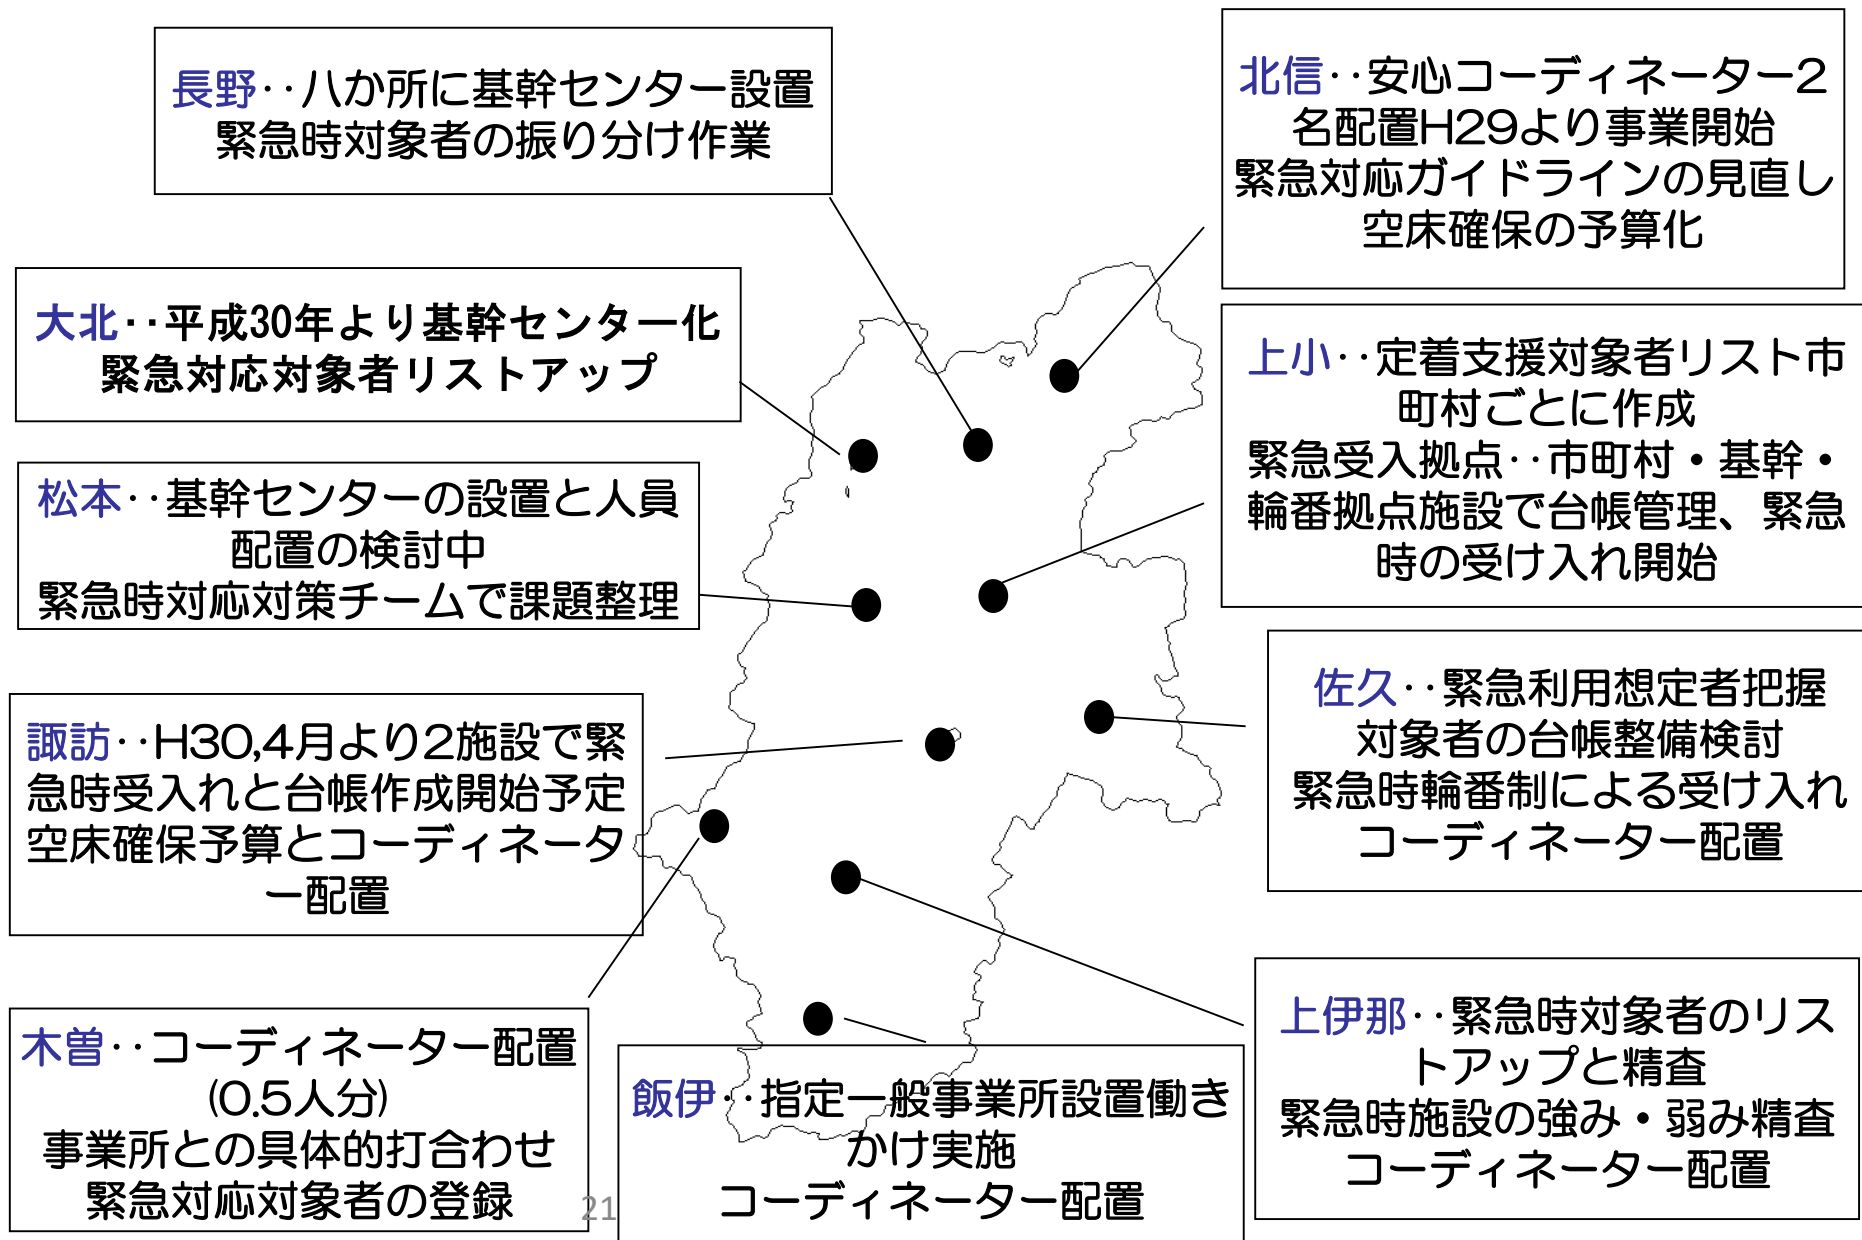 長野‥八か所に基幹センター設置
緊急時対象者の振り分け作業
北信‥安心コーディネーター2
名配置H29より事業開始
緊急対応ガイドラインの見直し
空床確保の予算化
大北‥平成30年より基幹センター化
緊急対応対象者リストアップ
上小‥定着支援対象者リスト市
町村ごとに作成
緊急受入拠点‥市町村・基幹・
輪番拠点施設で台帳管理、緊急
時の受け入れ開始
松本‥基幹センターの設置と人員
配置の検討中
緊急時対応対策チームで課題整理
佐久‥緊急利用想定者把握
対象者の台帳整備検討
緊急時輪番制による受け入れ
コーディネーター配置
諏訪‥H30,4月より2施設で緊
急時受入れと台帳作成開始予定
空床確保予算とコーディネータ
ー配置
上伊那‥緊急時対象者のリス
トアップと精査
緊急時施設の強み・弱み精査
コーディネーター配置
木曽‥コーディネーター配置
(0.5人分)
事業所との具体的打合わせ
緊急対応対象者の登録
飯伊‥指定一般事業所設置働き
かけ実施
コーディネーター配置
21